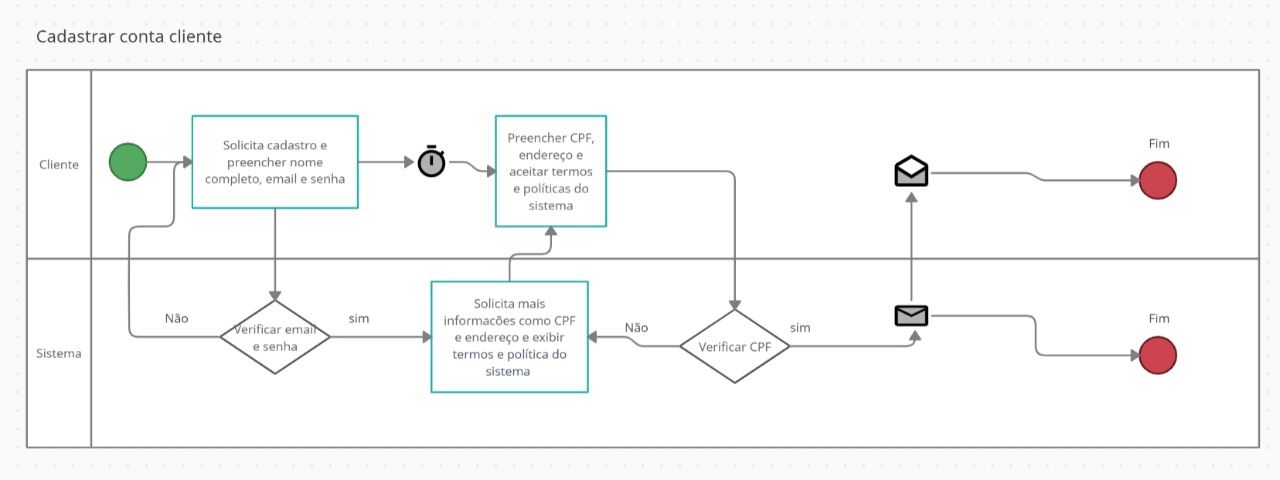 Cadastrar conta cliente
Cliente
Solicita cadastro e
preencher nome
completo, email e senha
Preencher CPF,
endereço e
aceitar termos
e políticas do
sistema
Fim
Sistema
Não
Verificar email
e senha
sim
Solicita mais
informacões como CPF
e endereço e exibir
termos e política do
sistema
Não
Verificar CPF
sim
Fim